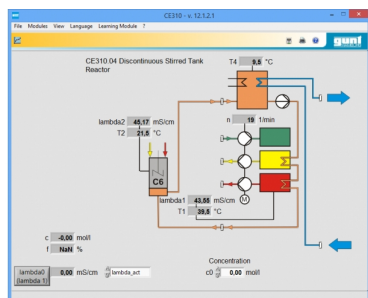 CE310 - v. 12.1.2.1
File Modules View Language Learning Module ?
gunt
CE310.04 Discontinuous Stirred Tank
Reactor
T4 9,5 °C
lambda2 45,17 mS/cm
T2 21,5 °C
n 19 1/min
C6
lambda1 43,55 mS/cm
T1 39,8 °C
M
c -0,00 mol/l
f NaN %
Concentration
lambda0
(lambda 1) 0,00 mS/cm lambda_act
c0 0,00 mol/l